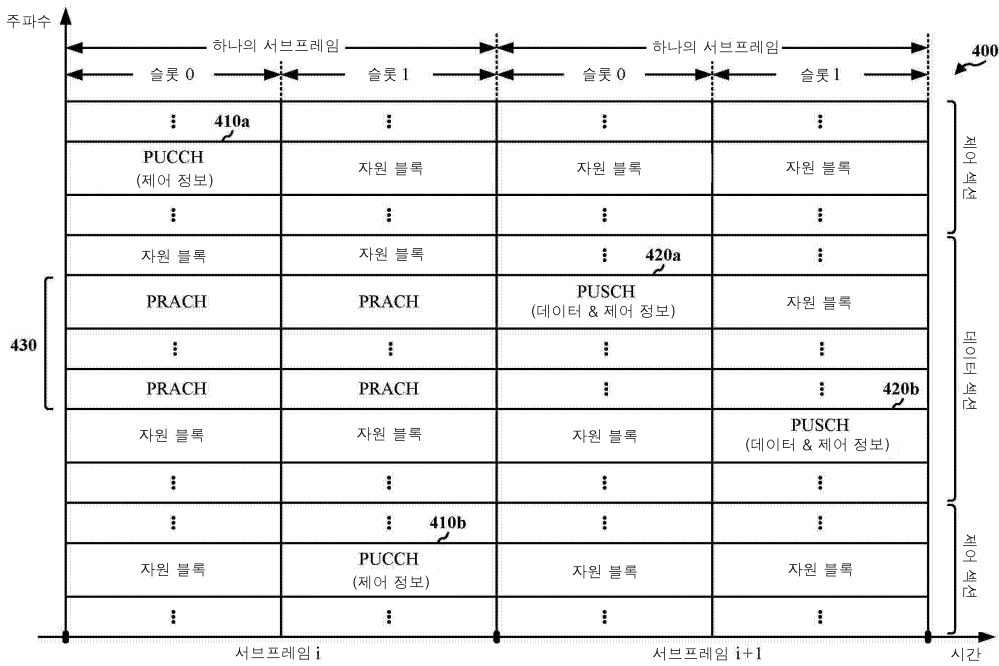 주파수
하나의 서브프레임 하나의 서브프레임
400
슬롯 0 슬롯 1 슬롯 0 슬롯 1
410a
PUCCH
(제어 정보) 자원 블록 자원 블록 자원 블록
제어 섹션
자원 블록 자원 블록
420a
PRACH PRACH PUSCH
(데이터 & 제어 정보) 자원 블록
430
데이터 섹션
PRACH PRACH
420b
자원 블록 자원 블록 자원 블록 PUSCH
(데이터 & 제어 정보)
410b
자원 블록 PUCCH
(제어 정보) 자원 블록 자원 블록
제어 섹션
서브프레임 i 서브프레임 i+1 시간